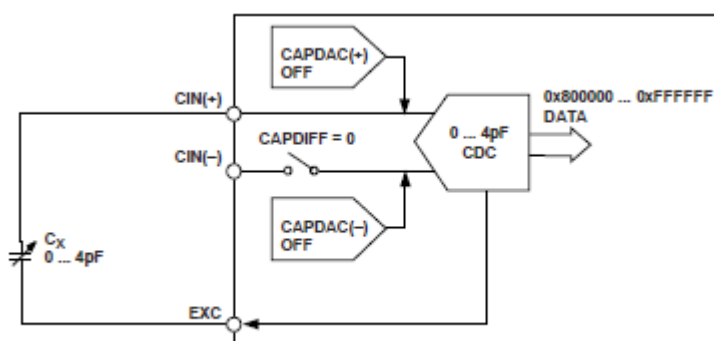 CAPDAC(+)
OFF
CIN(+)
0x800000 ... 0xFFFFFF
DATA
CAPDIFF = 0
0 ... 4pF
CDC
CIN(–)
CAPDAC(–)
OFF
CX
0 ... 4pF
EXC